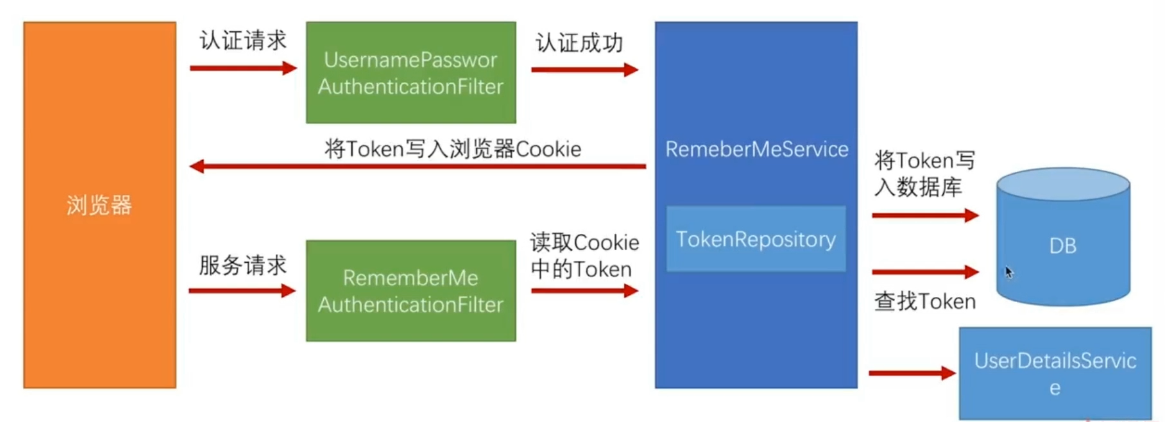 认证请求
UsernamePasswor
AuthenticationFilter
认证成功
将Token写入浏览器Cookie
RemeberMeService
将Token写
入数据库
浏览器
TokenRepository
DB
服务请求
RememberMe
AuthenticationFilter
读取Cookie
中的Token
查找Token
UserDetailsServic
e